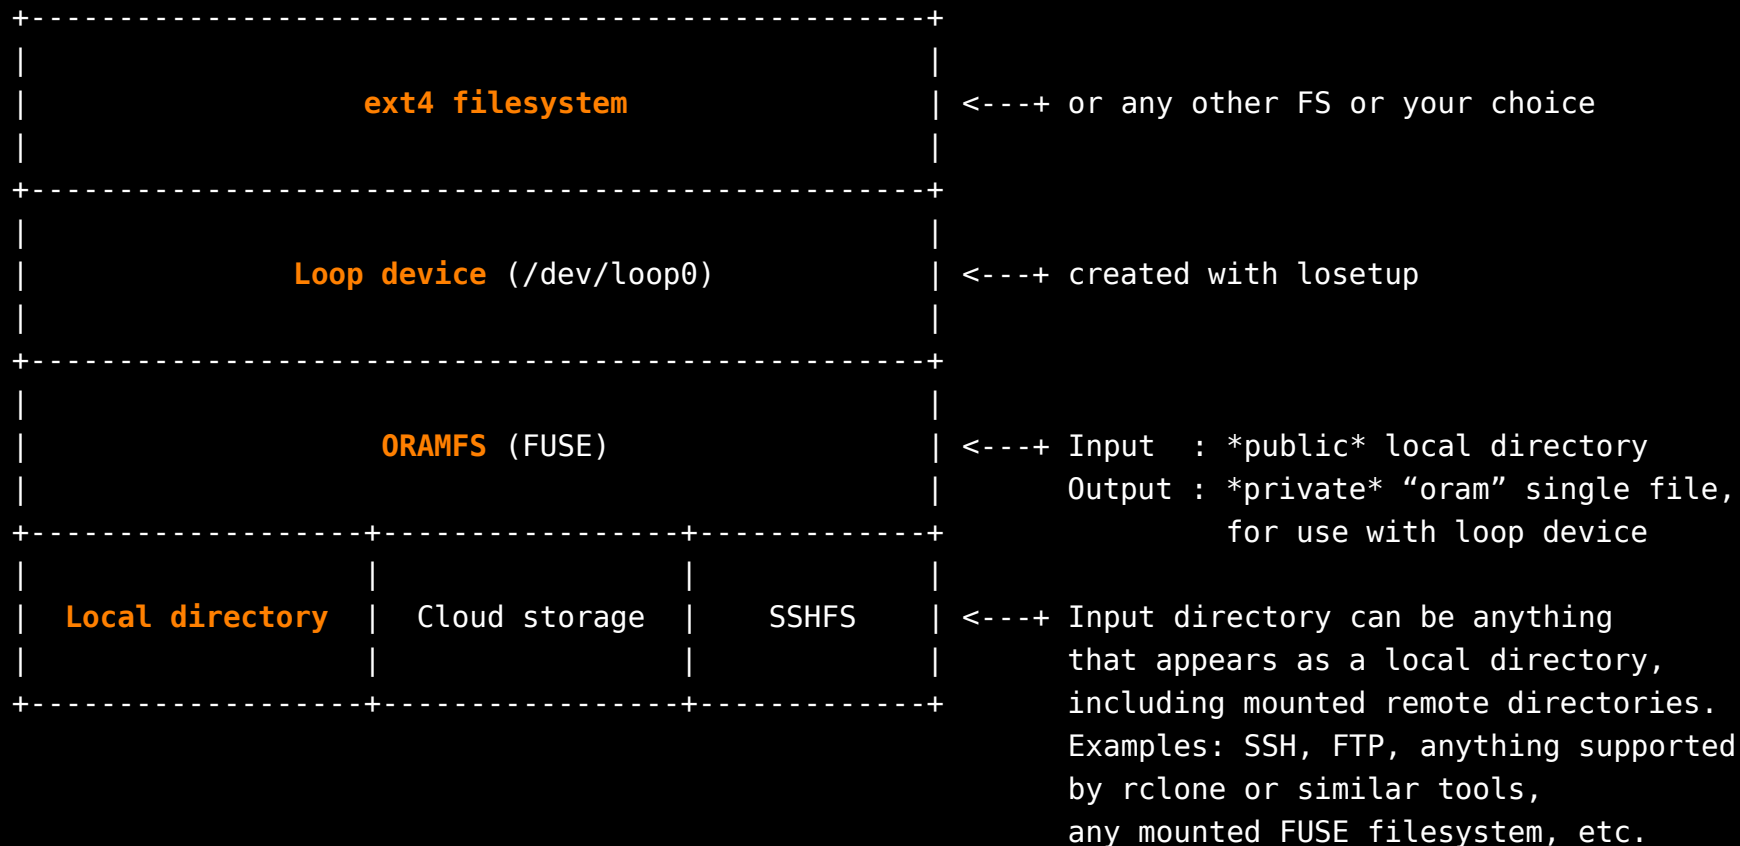 ext4 filesystem <---+ or any other FS or your choice
Loop device (/dev/loop0) <---+ created with losetup
ORAMFS (FUSE) <---+ Input  : *public* local directory
Output : *private* “oram” single file,
for use with loop device
Local directory | Cloud storage | SSHFS <---+ Input directory can be anything
that appears as a local directory,
including mounted remote directories.
Examples: SSH, FTP, anything supported
by rclone or similar tools,
any mounted FUSE filesystem, etc.